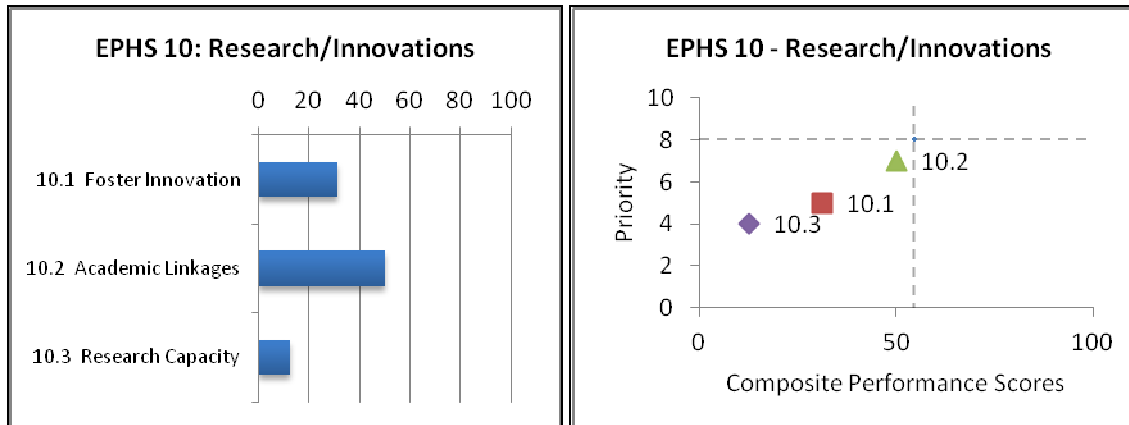 EPHS 10: Research/Innovations
0 20 40 60 80 100
10.1 Foster Innovation
10.2 Academic Linkages
10.3 Research Capacity
EPHS 10 - Research/Innovations
Priority
10
8
6
4
2
0
10.2
10.1
10.3
0 50 100
Composite Performance Scores